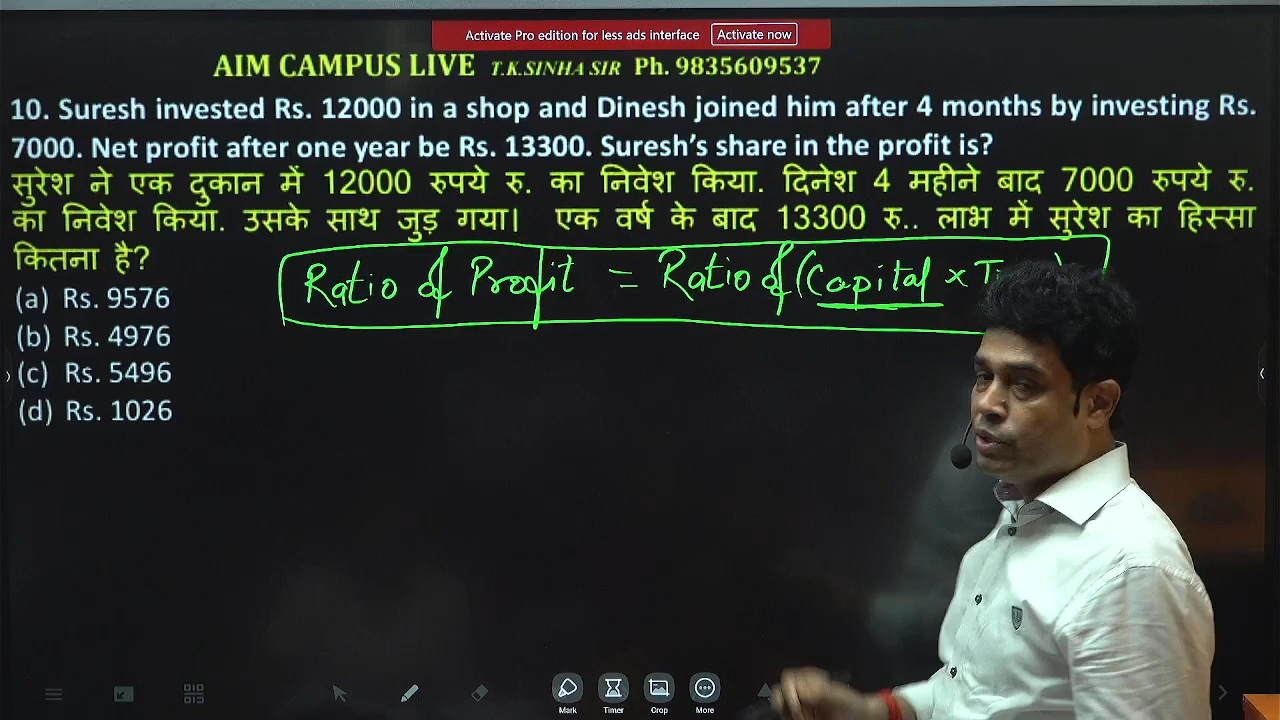 Activate Pro edition for less ads interface Activate now
AIM CAMPUS LIVE T.K.SINHA SIR Ph. 9835609537
10. Suresh invested Rs. 12000 in a shop and Dinesh joined him after 4 months by investing Rs.
7000. Net profit after one year be Rs. 13300. Suresh's share in the profit is?
सुरेश ने एक दुकान में 12000 रुपये रु. का निवेश किया. दिनेश 4 महीने बाद 7000 रुपये रु.
का निवेश किया. उसके साथ जुड़ गया। एक वर्ष के बाद 13300 रु.. लाभ में सुरेश का हिस्सा
कितना है?
Ratio of Profit = Ratio of (Capital ×
(a) Rs. 9576
(b) Rs. 4976
(c) Rs. 5496
(d) Rs. 1026
Mark Timer Crop More